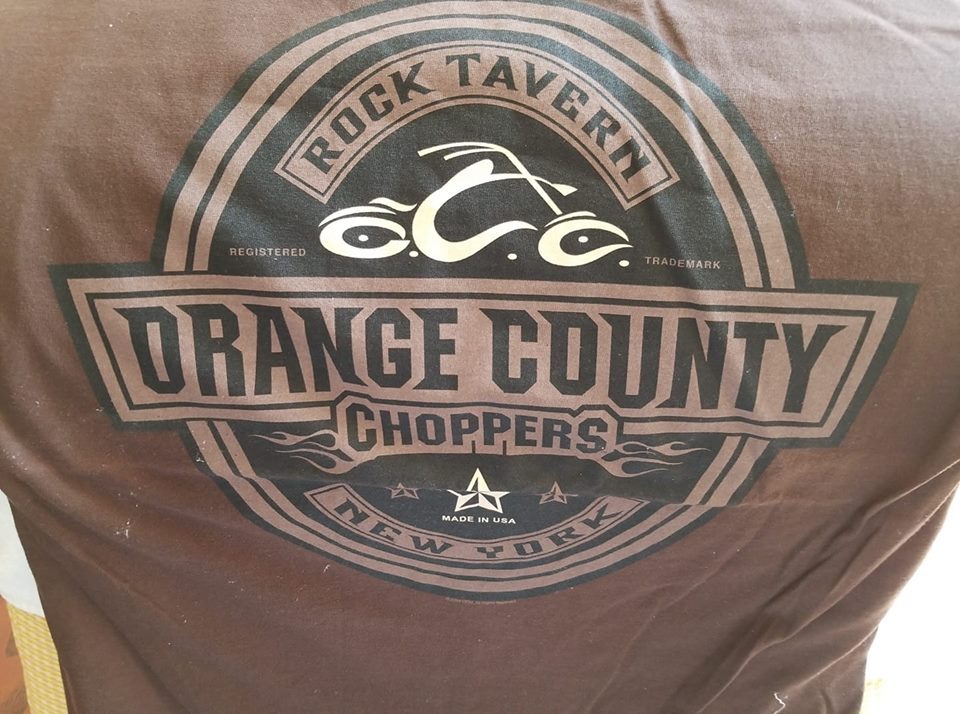 ROCK TAVERN
O.C.C.
REGISTERED
TRADEMARK
ORANGE COUNTY
CHOPPERS
MADE IN USA
NEW YORK